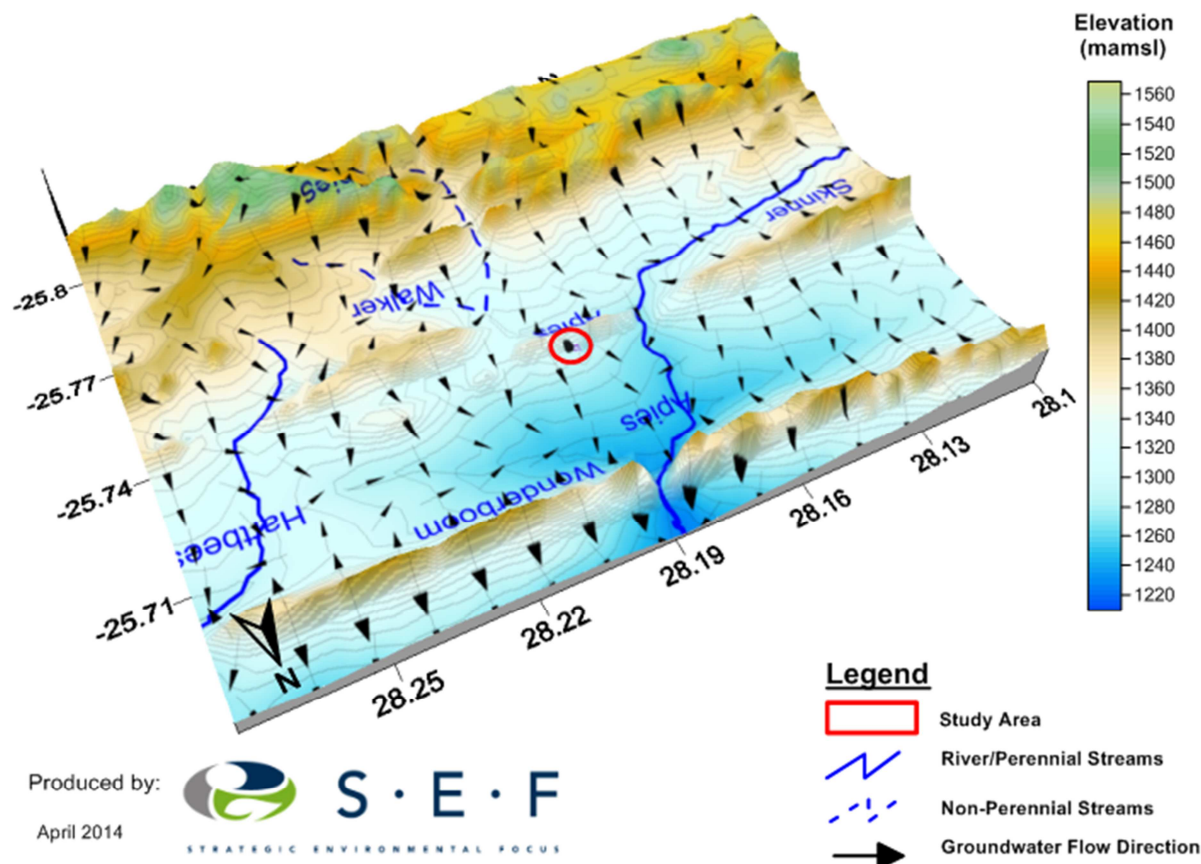 Elevation
(mamsl)
1560
1540
1520
1500
1480
1460
1440
1420
1400
1380
1360
1340
1320
1300
1280
1260
1240
1220
Skinner
Walker
Apies
Apies
Wonderboom
-25.8
-25.77
-25.74
-25.71
28.1
28.13
28.16
28.19
28.22
28.25
N
Legend
Study Area
River/Perennial Streams
Non-Perennial Streams
Groundwater Flow Direction
Produced by:
April 2014
S·E·F
STRATEGIC ENVIRONMENTAL FOCUS